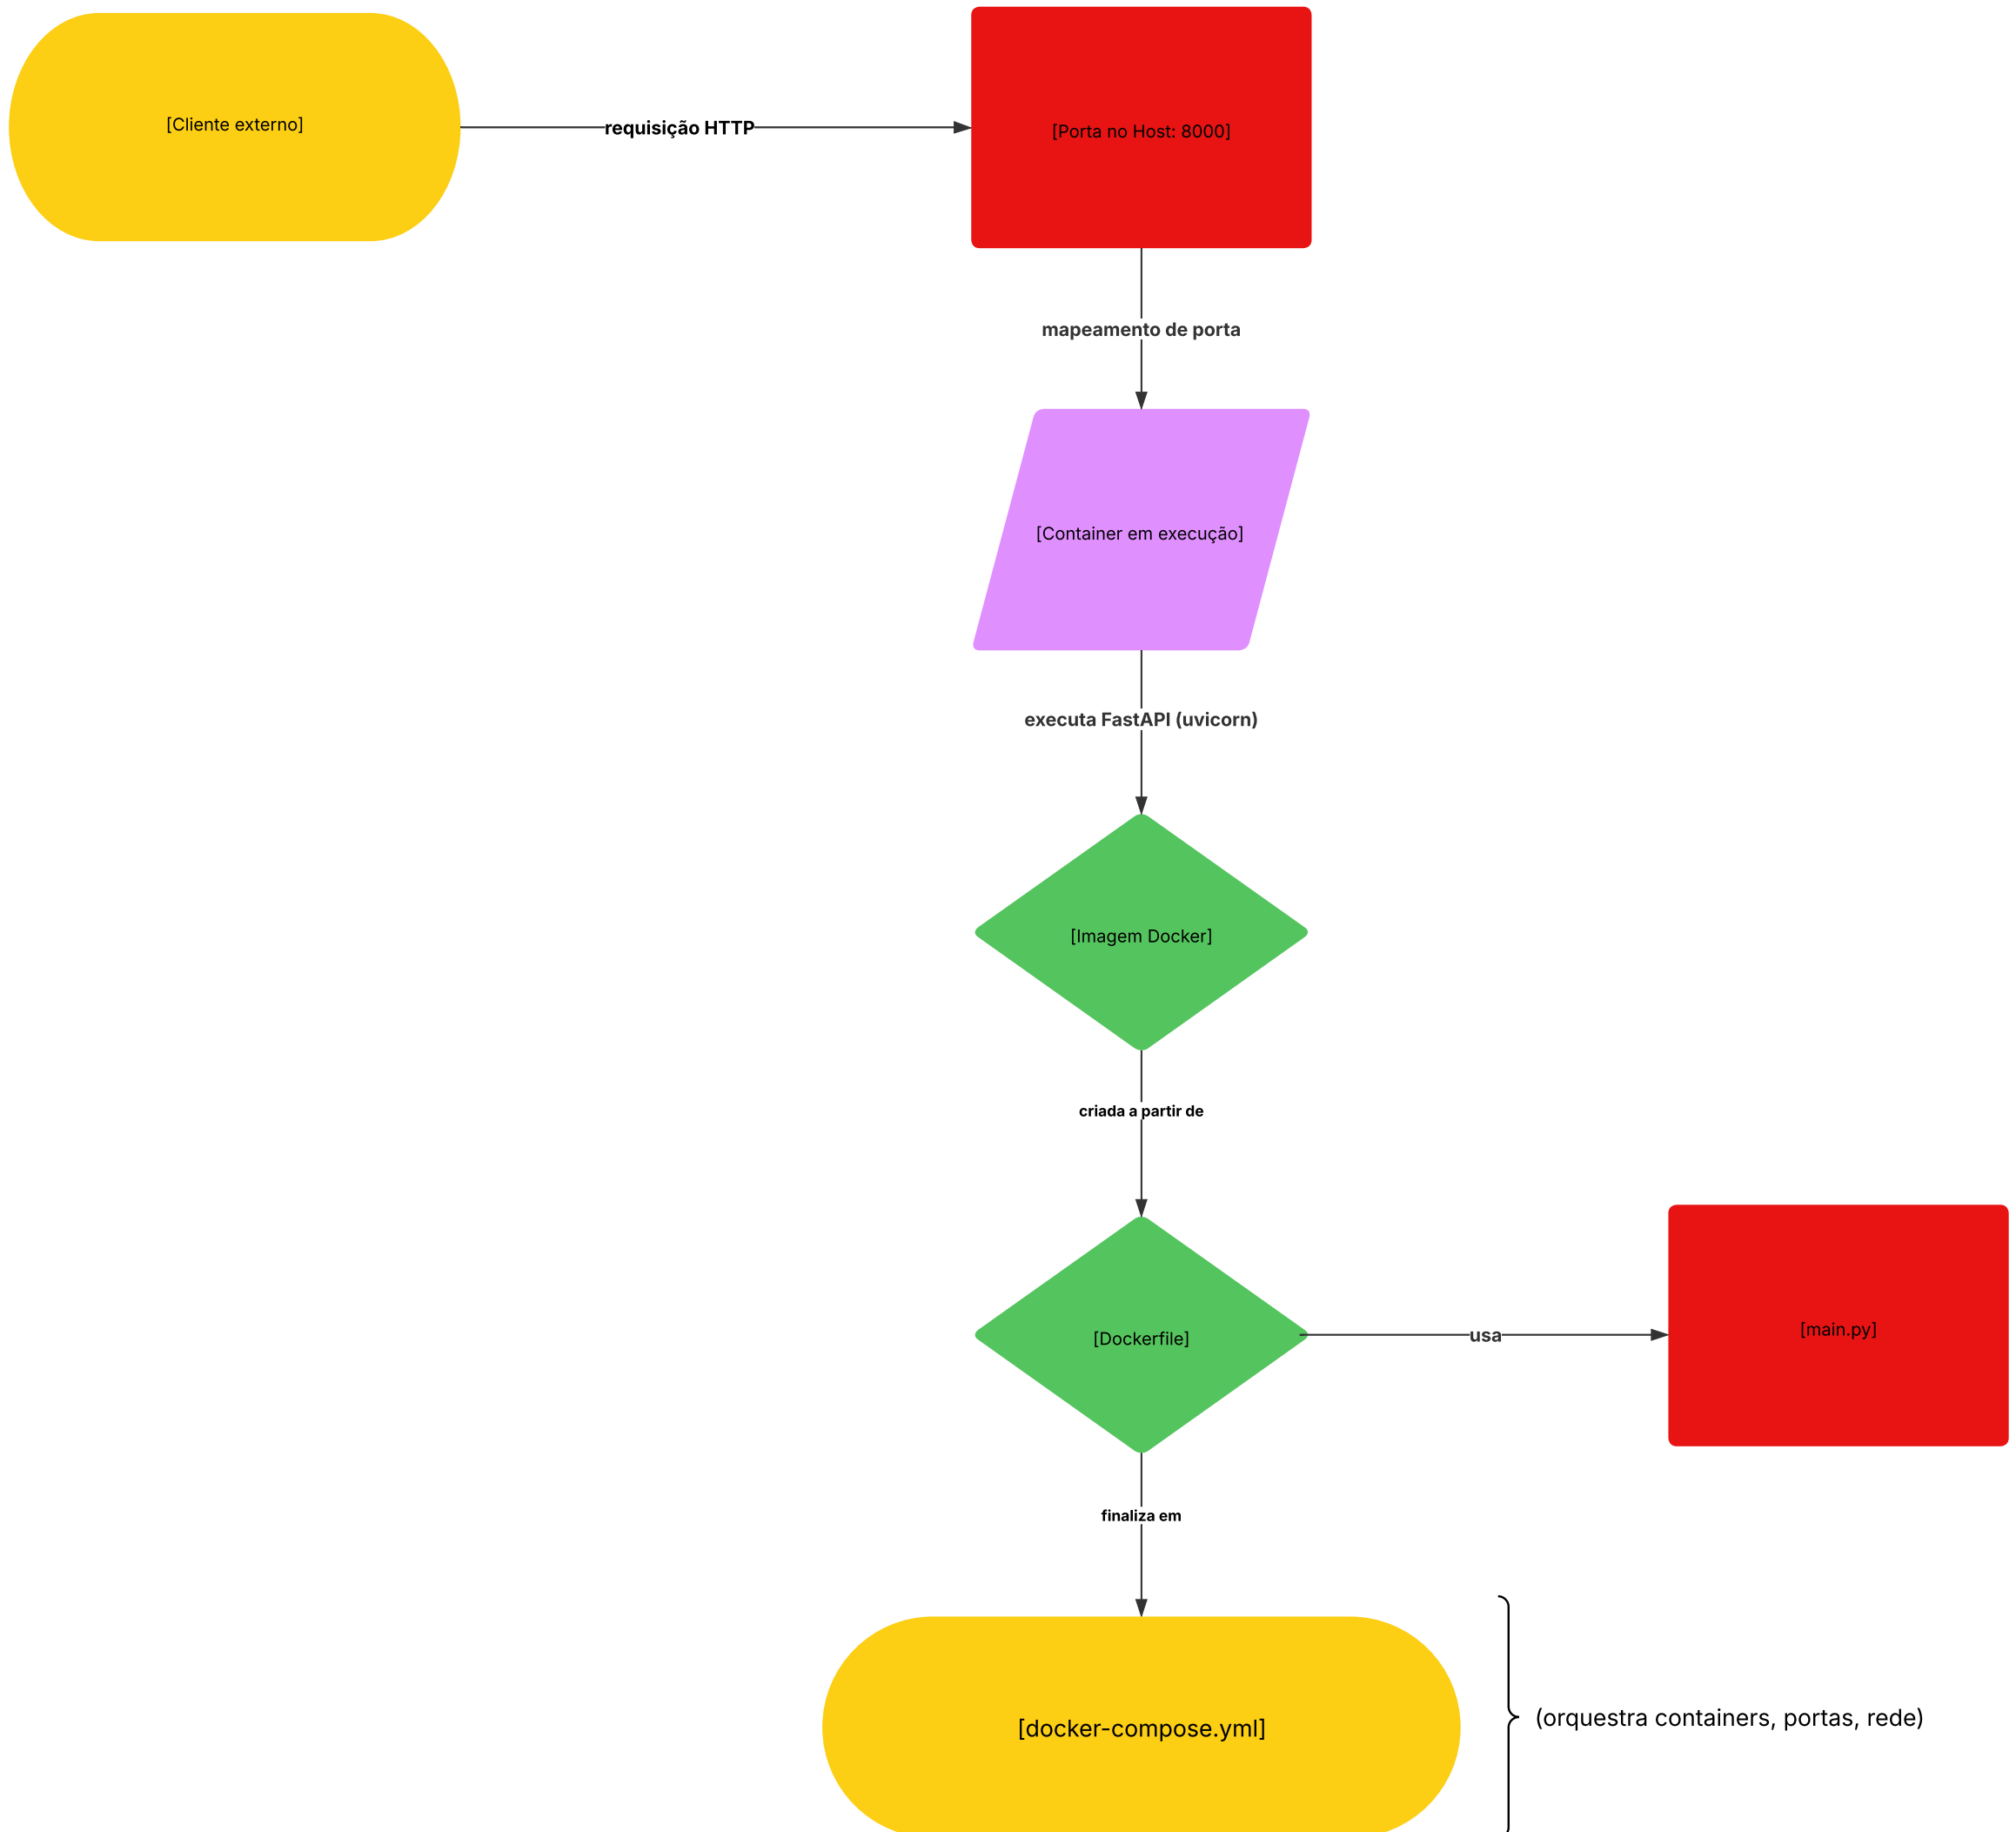 [Cliente externo]
requisição HTTP
[Porta no Host: 8000]
mapeamento de porta
[Container em execução]
executa FastAPI (uvicorn)
[Imagem Docker]
criada a partir de
[Dockerfile]
usa
[main.py]
finaliza em
[docker-compose.yml]
(orquestra containers, portas, rede)